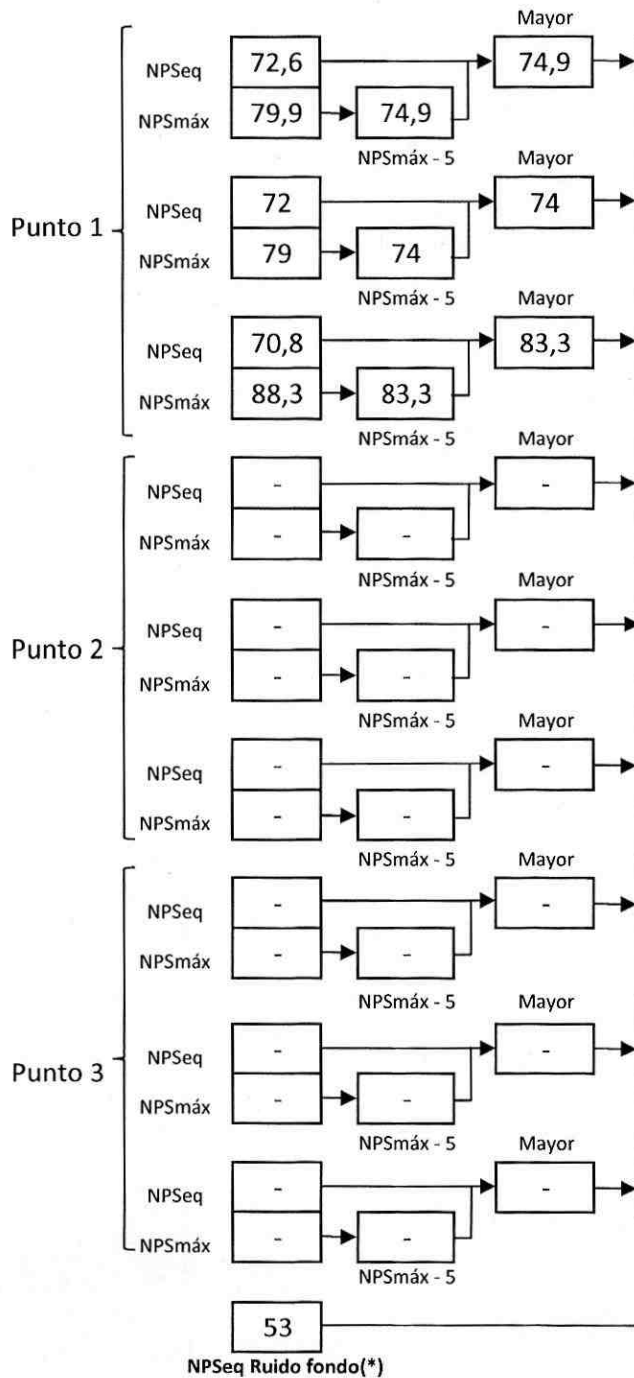 Mayor
NPSeq 72,6 74,9
NPSmáx 79,9 74,9
NPSmáx - 5
Mayor
Punto 1
NPSeq 72 74
NPSmáx 79 74
NPSmáx - 5
Mayor
NPSeq 70,8 83,3
NPSmáx 88,3 83,3
NPSmáx - 5
Mayor
NPSeq - -
NPSmáx - -
NPSmáx - 5
Mayor
Punto 2
NPSeq - -
NPSmáx - -
NPSmáx - 5
Mayor
NPSeq - -
NPSmáx - -
NPSmáx - 5
Mayor
NPSeq - -
NPSmáx - -
NPSmáx - 5
Mayor
Punto 3
NPSeq - -
NPSmáx - -
NPSmáx - 5
Mayor
NPSeq - -
NPSmáx - -
NPSmáx - 5
53
NPSeq Ruido fondo(*)